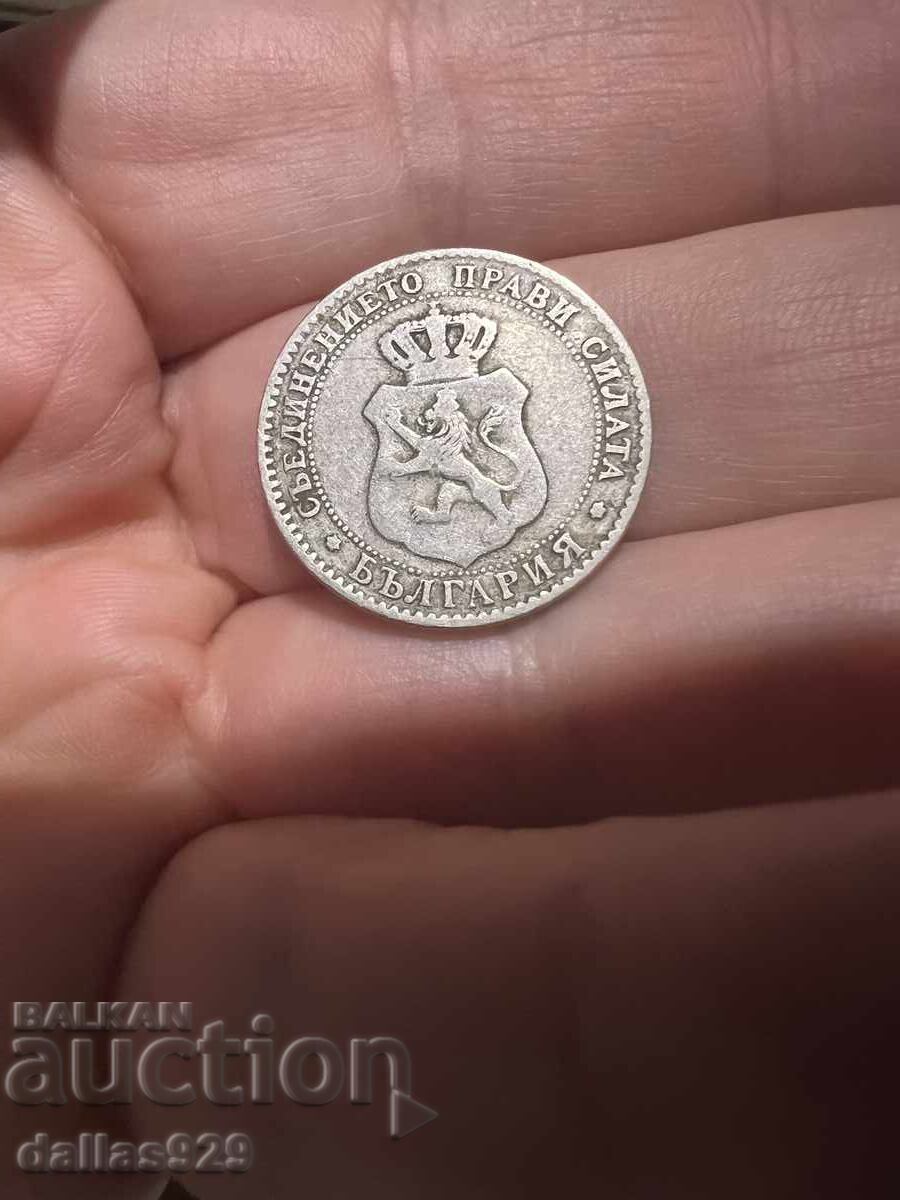 СЪЕДИНЕНИЕТО ПРАВИ СИЛАТА
БЪЛГАРИЯ
BALKAN
auction
dallas929